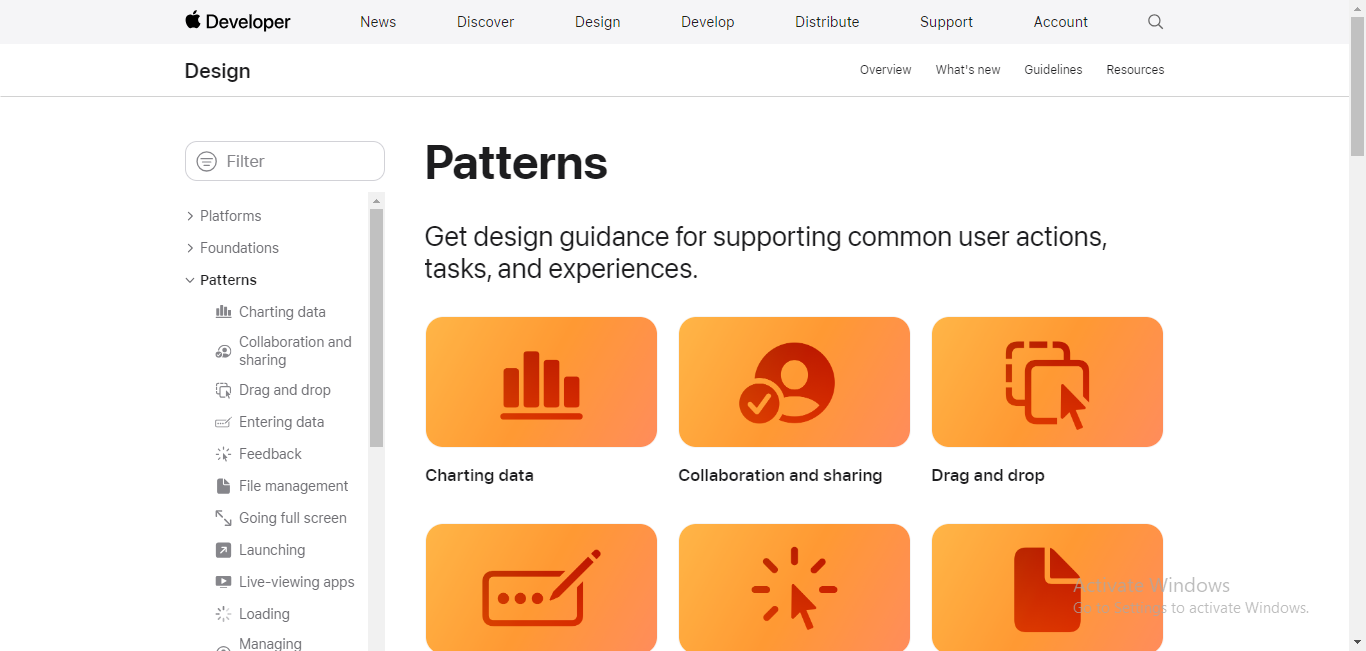 Developer
News
Discover
Design
Develop
Distribute
Support
Account
Design
Overview
What's new
Guidelines
Resources
Filter
Platforms
Foundations
Patterns
Charting data
Collaboration and
sharing
Drag and drop
Entering data
Feedback
File management
Going full screen
Launching
Live-viewing apps
Loading
Managing
Patterns
Get design guidance for supporting common user actions,
tasks, and experiences.
Charting data
Collaboration and sharing
Drag and drop
Activate Windows
Go to Settings to activate Windows.